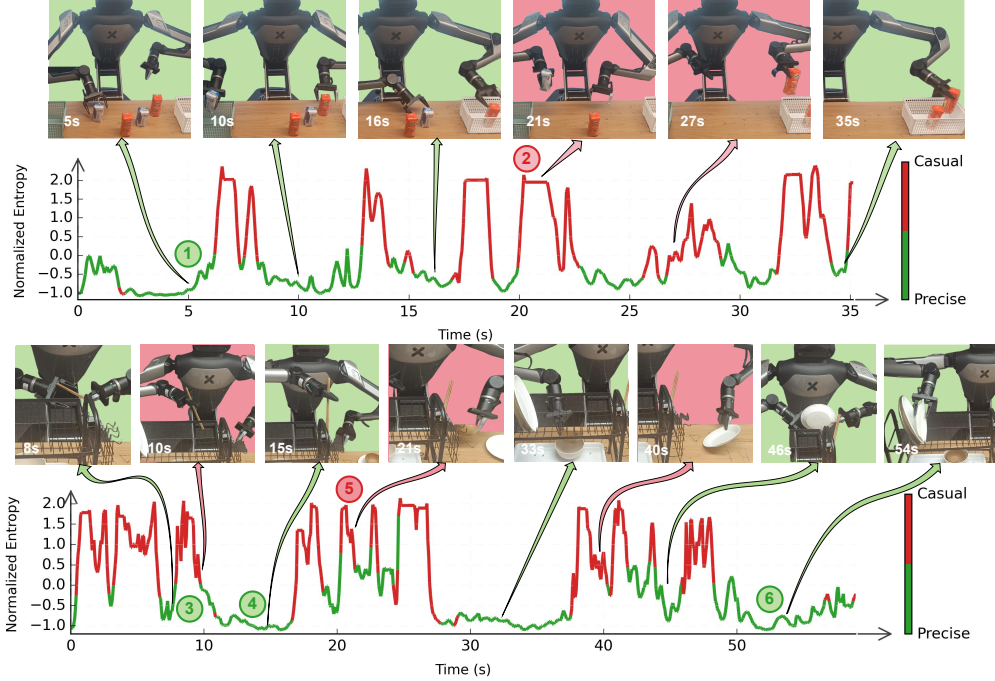 5s
10s
16s
21s
27s
35s
2
1
Normalized Entropy
2.0
1.5
1.0
0.5
0.0
−0.5
−1.0
0 5 10 15 20 25 30 35
Time (s)
Casual
Precise
8s
10s
15s
21s
33s
40s
46s
54s
5
3
4
6
Normalized Entropy
2.0
1.5
1.0
0.5
0.0
−0.5
−1.0
0 10 20 30 40 50
Time (s)
Casual
Precise